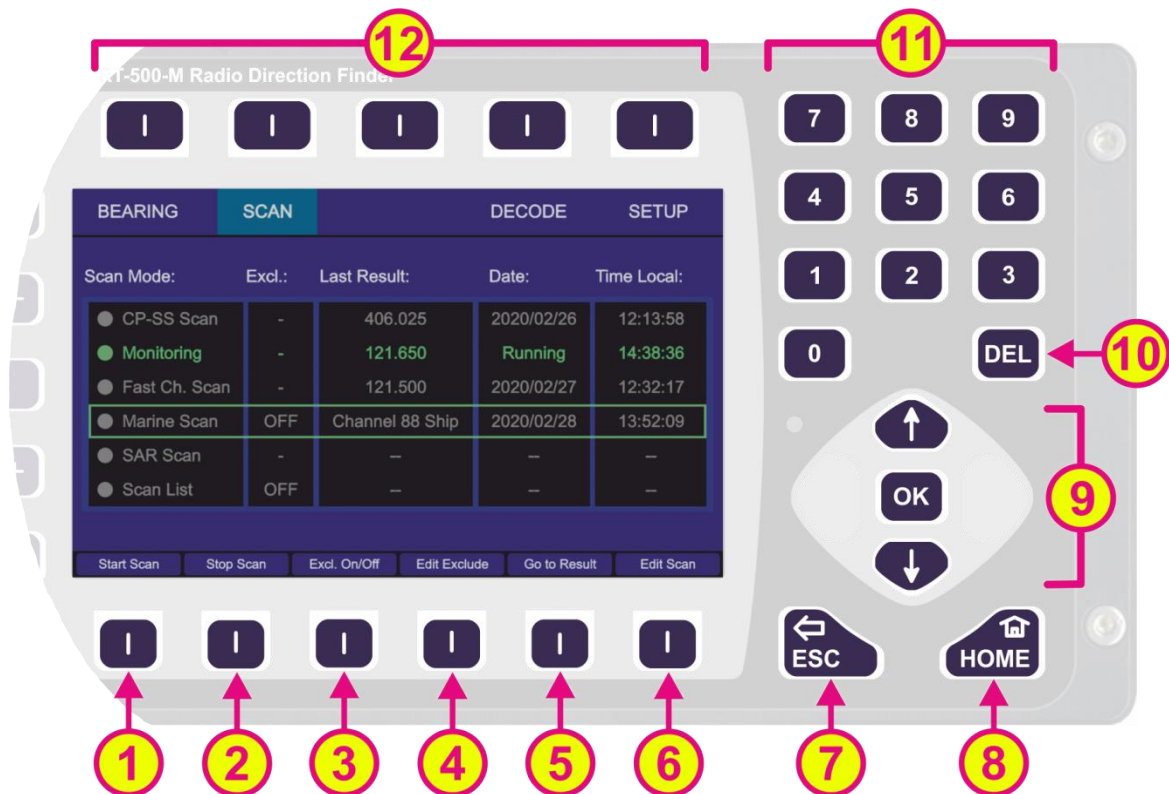 12
11
RT-500-M Radio Direction Finder
7 8 9
4 5 6
1 2 3
0 DEL
10
BEARING SCAN DECODE SETUP
Scan Mode: Excl.: Last Result: Date: Time Local:
CP-SS Scan - 406.025 2020/02/26 12:13:58
Monitoring - 121.650 Running 14:38:36
Fast Ch. Scan - 121.500 2020/02/27 12:32:17
Marine Scan OFF Channel 88 Ship 2020/02/28 13:52:09
SAR Scan - -- -- --
Scan List OFF -- -- --
Start Scan Stop Scan Excl. On/Off Edit Exclude Go to Result Edit Scan
OK
9
ESC HOME
1 2 3 4 5 6 7 8